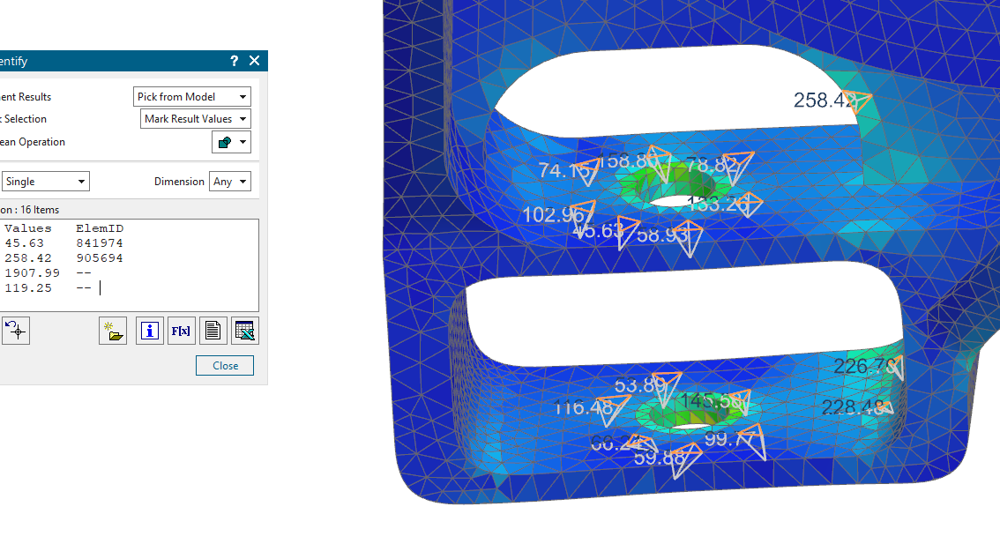 entify
? ×
ent Results Pick from Model
Selection Mark Result Values
ean Operation
Single Dimension Any
on : 16 Items
Values ElemID
45.63 841974
258.42 905694
1907.99 --
119.25 --
i F[x]
Close
258.42
74.15 158.80 78.82
133.26
102.96 45.63 58.93
226.78
53.89
116.48 145.56 228.48
66.24 99.77
59.88